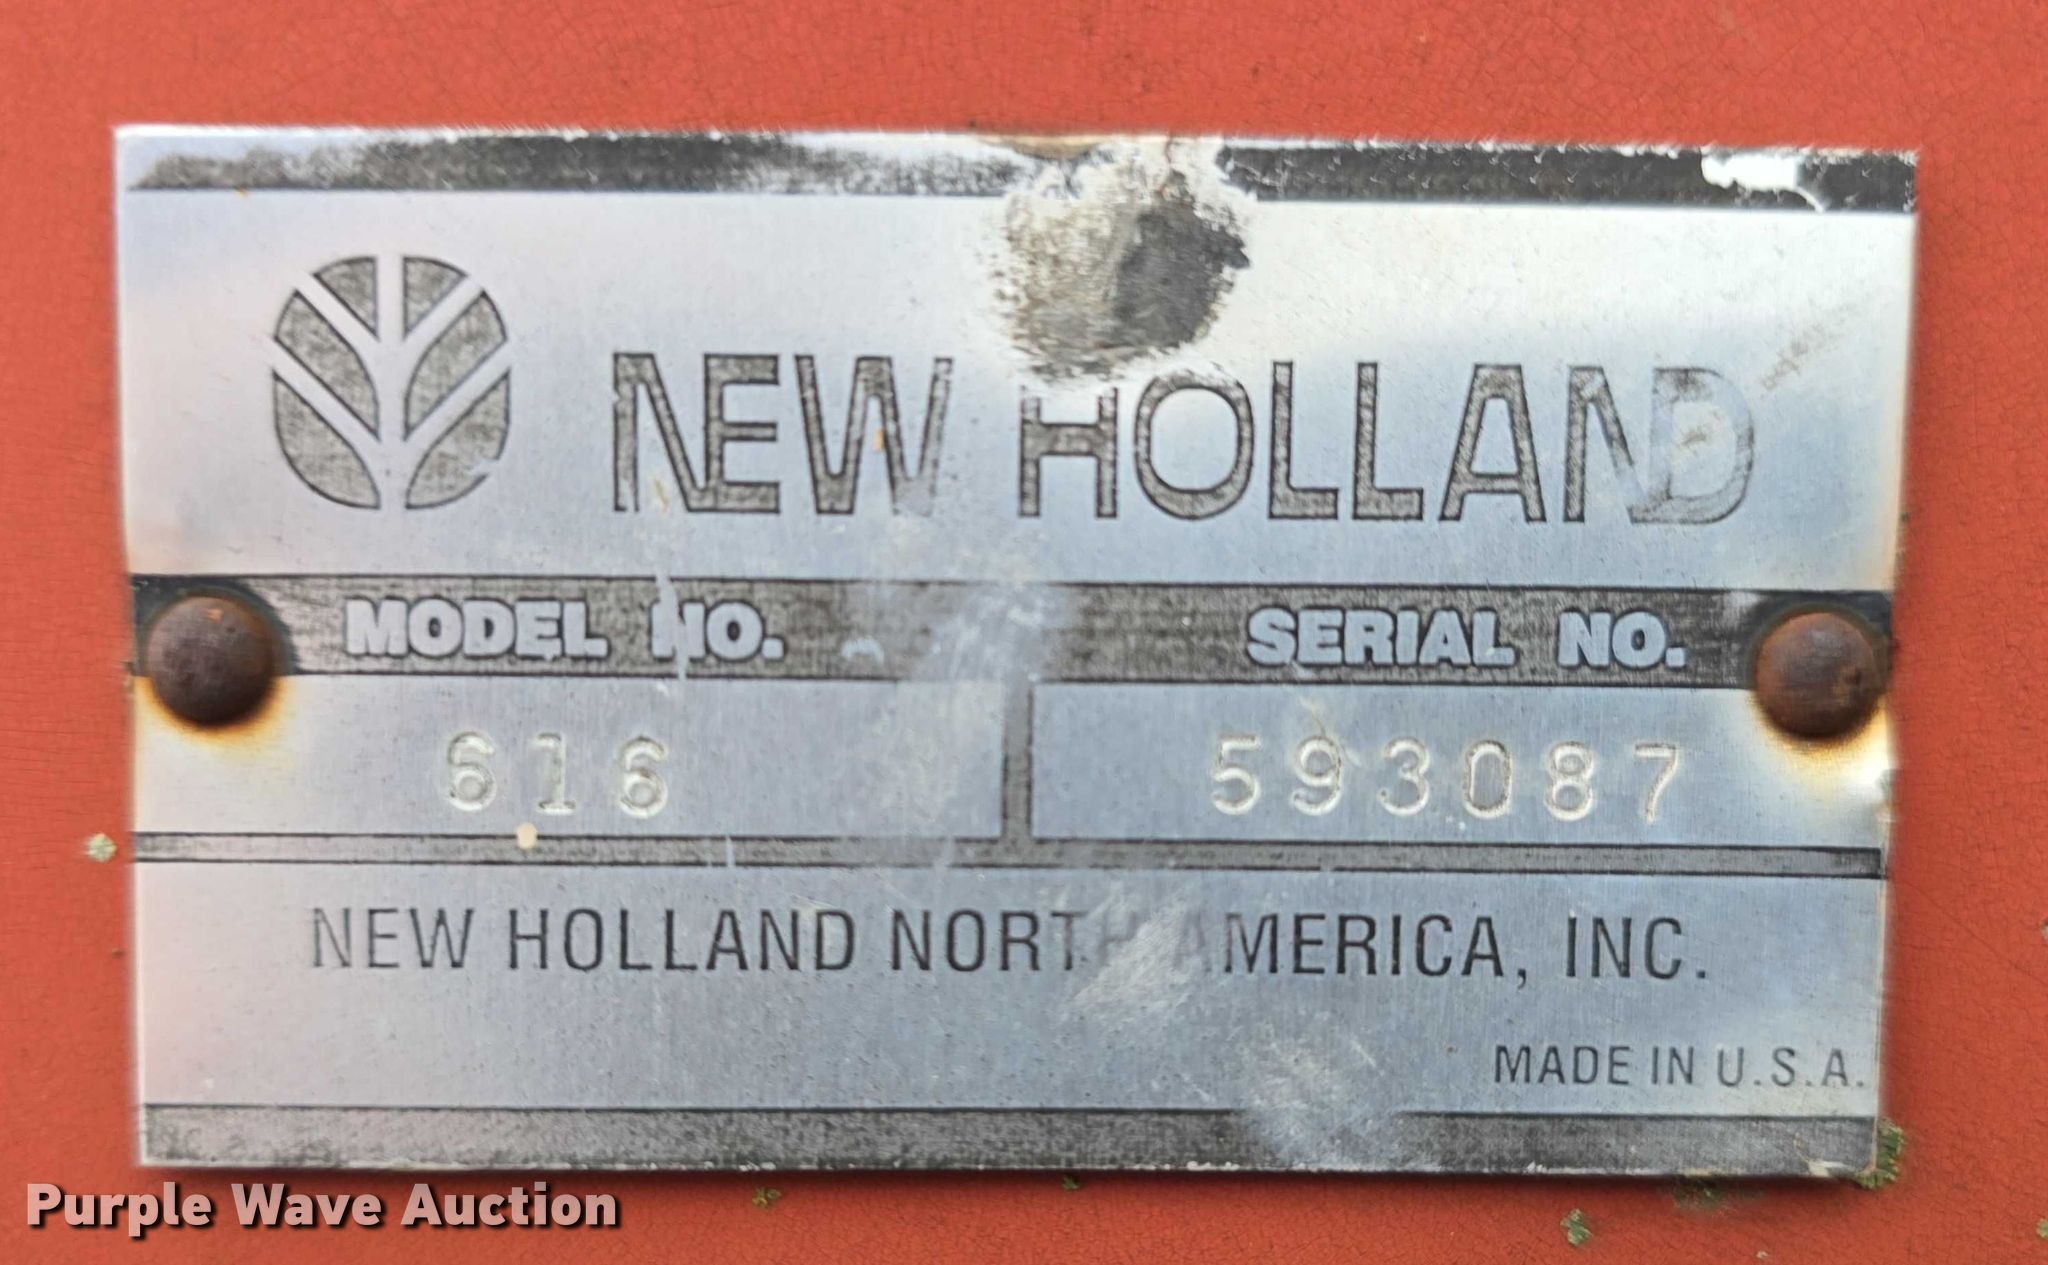 NEW HOLLAND
MODEL NO. SERIAL NO.
616 593087
NEW HOLLAND NORTH AMERICA, INC.
MADE IN U.S.A.
Purple Wave Auction